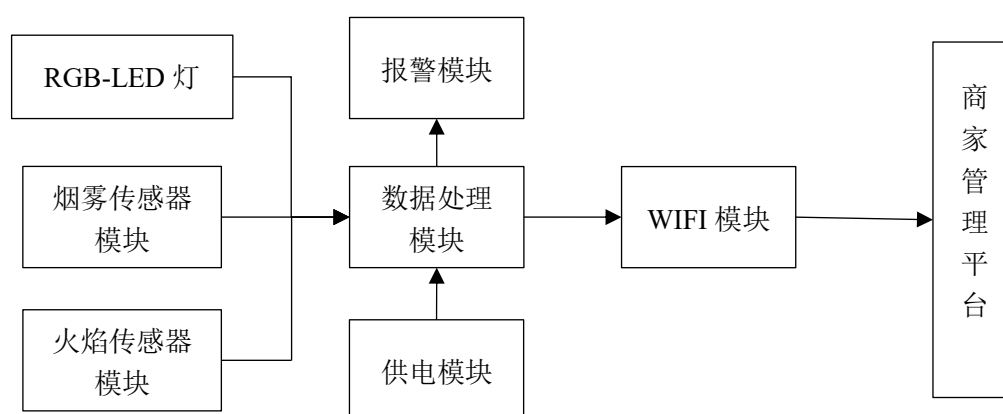 RGB-LED 灯
报警模块
烟雾传感器
模块
数据处理
模块
WIFI 模块
商
家
管
理
平
台
火焰传感器
模块
供电模块